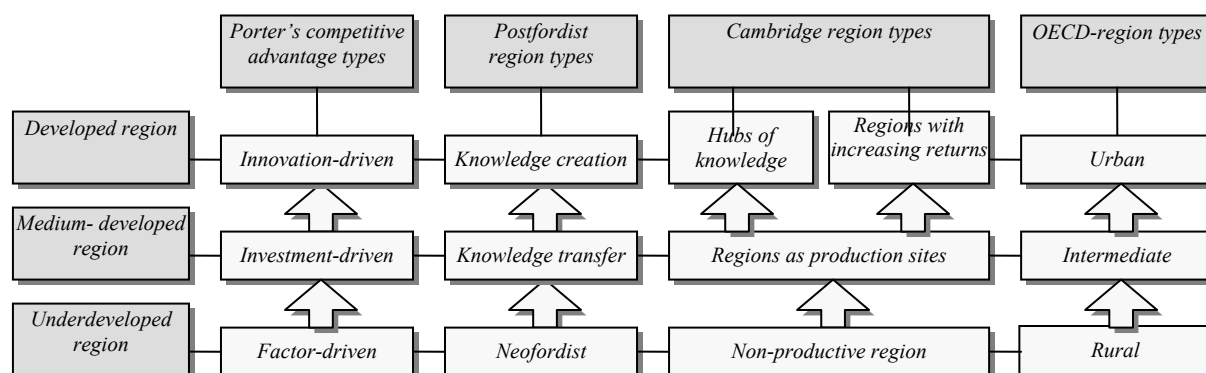 Porter's competitive
advantage types
Postfordist
region types
Cambridge region types
OECD-region types
Developed region
Innovation-driven
Knowledge creation
Hubs of
knowledge
Regions with
increasing returns
Urban
Medium- developed
region
Investment-driven
Knowledge transfer
Regions as production sites
Intermediate
Underdeveloped
region
Factor-driven
Neofordist
Non-productive region
Rural